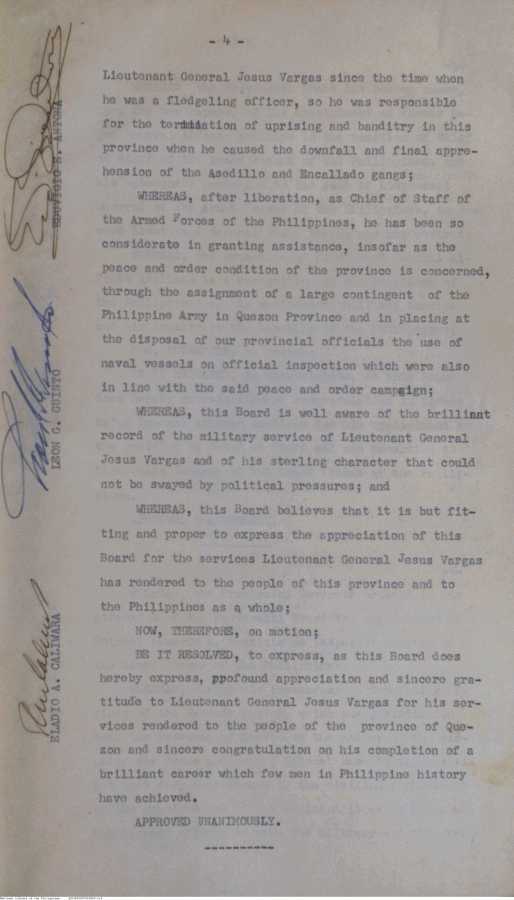 - 4 -
Lieutenant General Jesus Vargas since the time when
he was a fledgeling officer, so he was responsible
for the termination of uprising and banditry in this
province when he caused the downfall and final appre-
hension of the Asedillo and Encallado gangs;
WHEREAS, after liberation, as Chief of Staff of
the Armed Forces of the Philippines, he has been so
considerate in granting assistance, insofar as the
peace and order condition of the province is concerned,
through the assignment of a large contingent of the
Philippine Army in Quezon Province and in placing at
the disposal of our provincial officials the use of
naval vessels on official inspection which were also
in line with the said peace and order campaign;
WHEREAS, this Board is well aware of the brilliant
record of the military service of Lieutenant General
Jesus Vargas and of his sterling character that could
not be swayed by political pressures; and
WHEREAS, this Board believes that it is but fit-
ting and proper to express the appreciation of this
Board for the services Lieutenant General Jesus Vargas
has rendered to the people of this province and to
the Philippines as a whole;
NOW, THEREFORE, on motion;
BE IT RESOLVED, to express, as this Board does
hereby express, profound appreciation and sincere gra-
titude to Lieutenant General Jesus Vargas for his ser-
vices rendered to the people of the province of Que-
zon and sincere congratulation on his completion of a
brilliant career which few men in Philippine history
have achieved.
APPROVED UNANIMOUSLY.
----------
LEON G. GUINTO
ELADIO A. CALIWARA
National Library of the Philippines